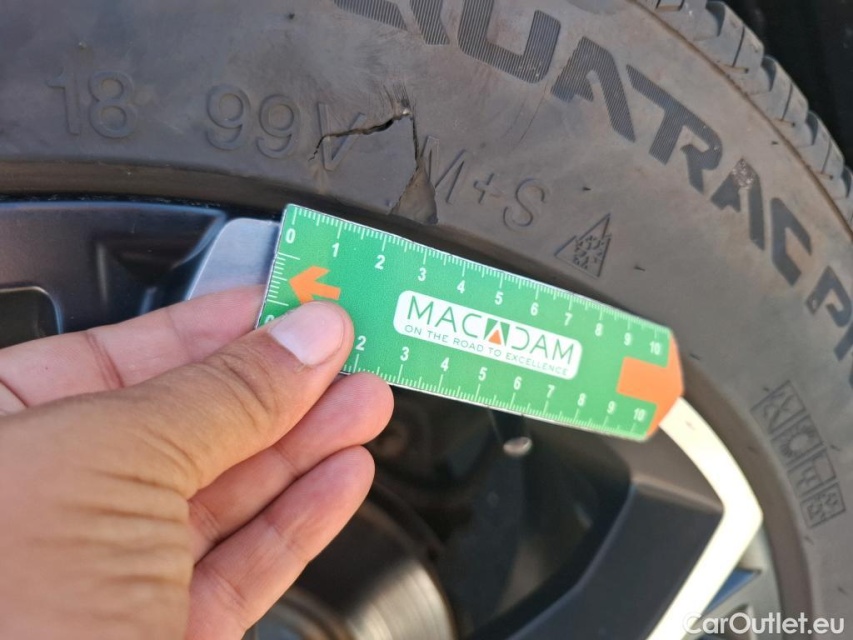 18 99V M+S
QUATRAC PR
0 1 2 3 4 5 6 7 8 9 10
MACADAM
ON THE ROAD TO EXCELLENCE
2 3 4 5 6 7 8 9 10
CarOutlet.eu